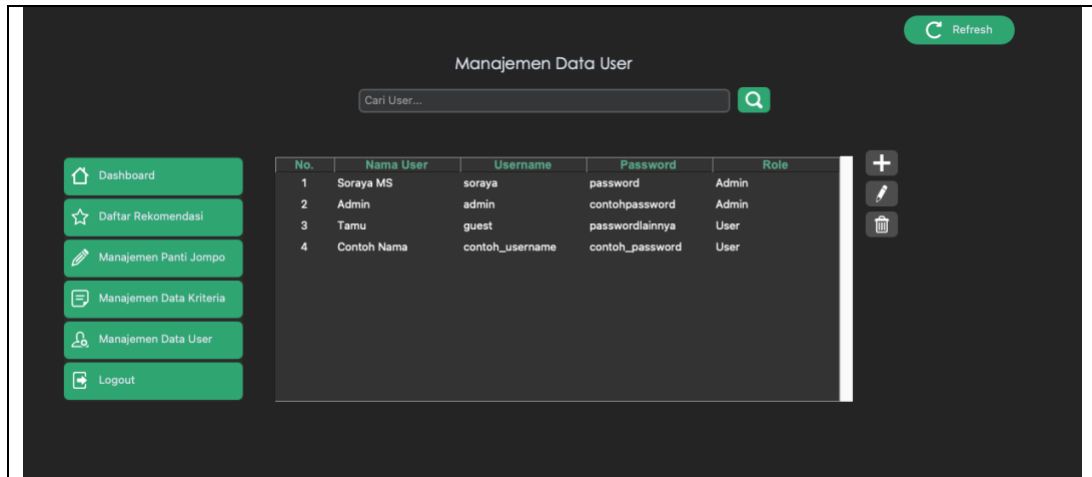 Refresh
Manajemen Data User
Cari User...
Dashboard
Daftar Rekomendasi
Manajemen Panti Jompo
Manajemen Data Kriteria
Manajemen Data User
Logout
No. Nama User Username Password Role
1 Soraya MS soraya password Admin
2 Admin admin contohpassword Admin
3 Tamu guest passwordlainnya User
4 Contoh Nama contoh_username contoh_password User